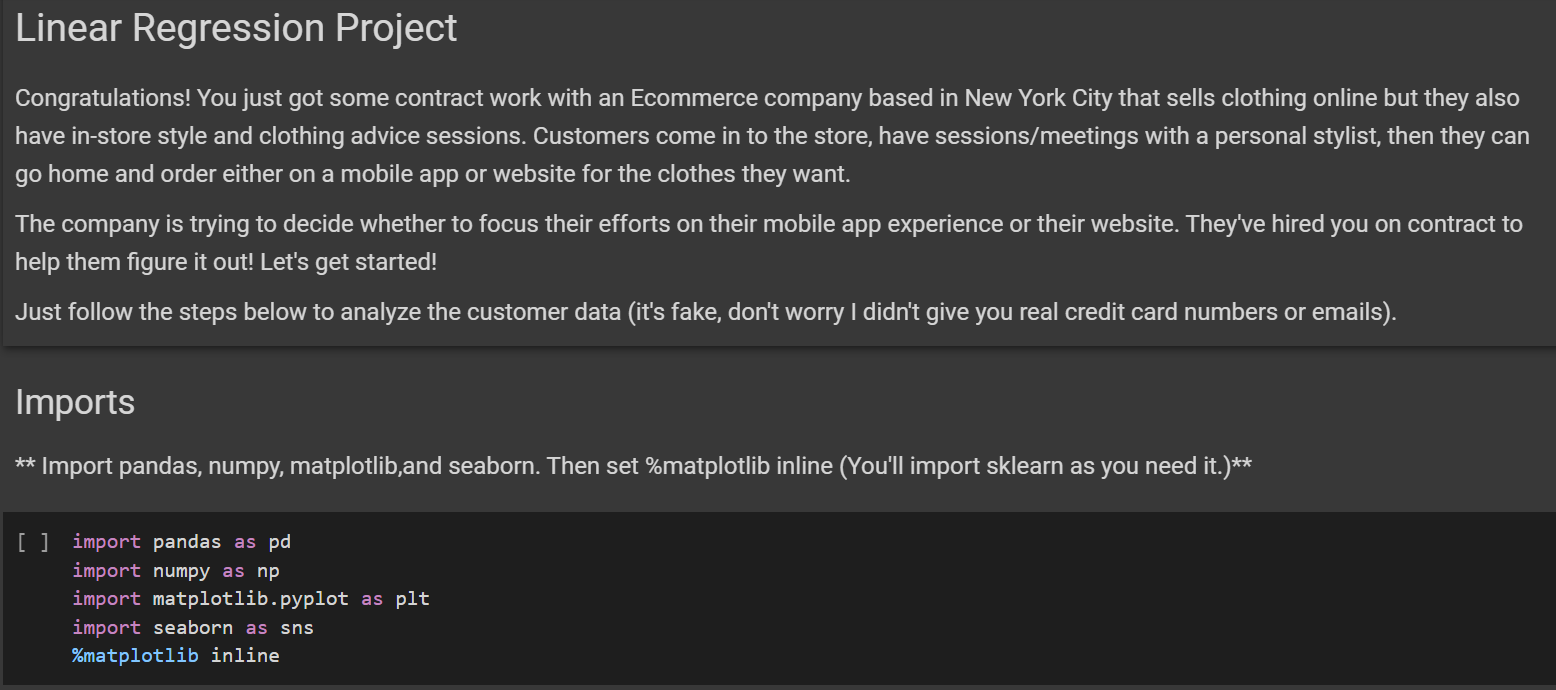 Linear Regression Project
Congratulations! You just got some contract work with an Ecommerce company based in New York City that sells clothing online but they also
have in-store style and clothing advice sessions. Customers come in to the store, have sessions/meetings with a personal stylist, then they can
go home and order either on a mobile app or website for the clothes they want.
The company is trying to decide whether to focus their efforts on their mobile app experience or their website. They've hired you on contract to
help them figure it out! Let's get started!
Just follow the steps below to analyze the customer data (it's fake, don't worry I didn't give you real credit card numbers or emails).
Imports
** Import pandas, numpy, matplotlib,and seaborn. Then set %matplotlib inline (You'll import sklearn as you need it.)**
[ ] import pandas as pd
import numpy as np
import matplotlib.pyplot as plt
import seaborn as sns
%matplotlib inline